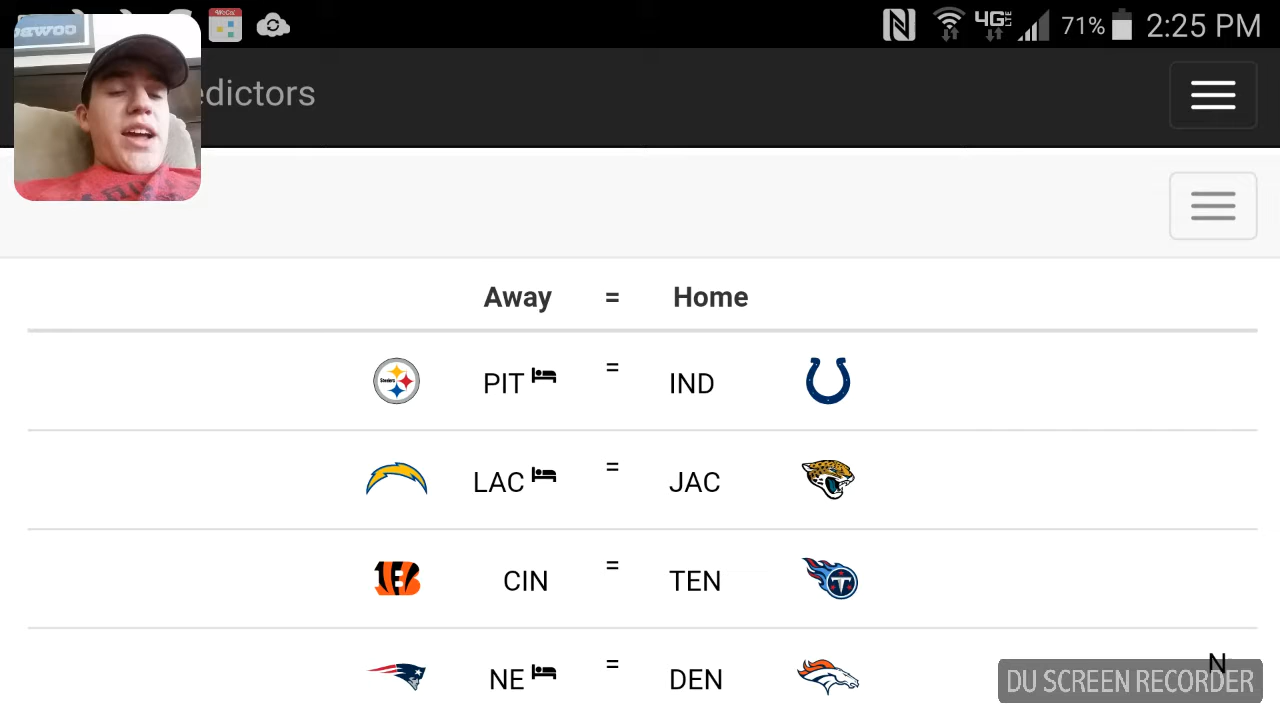 4G LTE 71% 2:25 PM
edictors
Away = Home
PIT = IND
LAC = JAC
CIN = TEN
NE = DEN N
DU SCREEN RECORDER